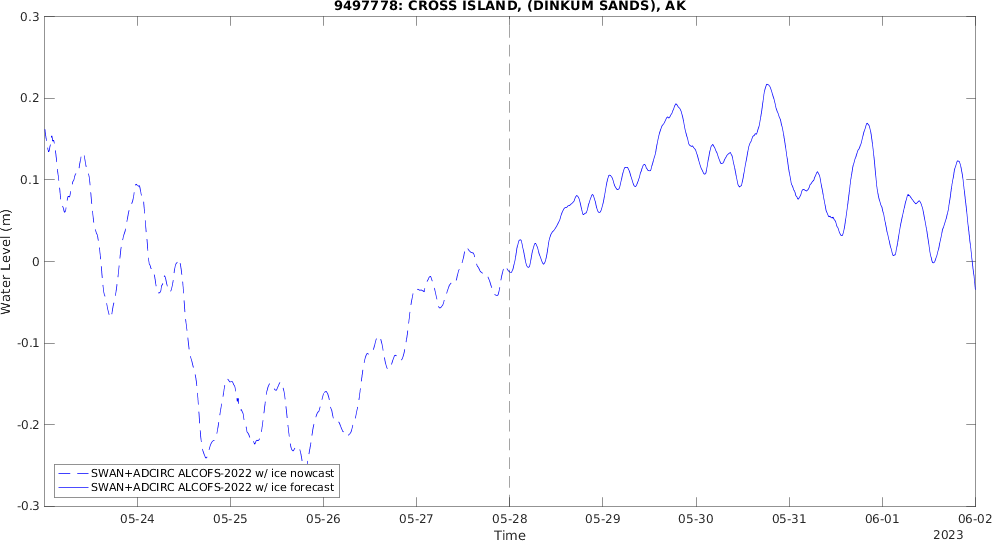 9497778: CROSS ISLAND, (DINKUM SANDS), AK
0.3
0.2
0.1
0
-0.1
-0.2
-0.3
Water Level (m)
SWAN+ADCIRC ALCOFS-2022 w/ ice nowcast
SWAN+ADCIRC ALCOFS-2022 w/ ice forecast
05-24 05-25 05-26 05-27 05-28 05-29 05-30 05-31 06-01 06-02
Time
2023